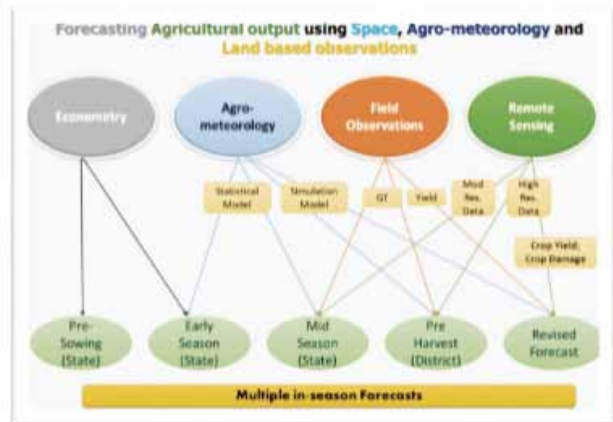 Forecasting Agricultural output using Space, Agro-meteorology and
Land based observations
Econometry
Agro-
meteorology
Field
Observations
Remote
Sensing
Statistical
Model
Simulation
Model
GT
Yield
Mod
Res.
Data
High
Res.
Data
Crop Yield;
Crop Damage
Pre-
Sowing
(State)
Early
Season
(State)
Mid
Season
(State)
Pre
Harvest
(District)
Revised
Forecast
Multiple in-season Forecasts